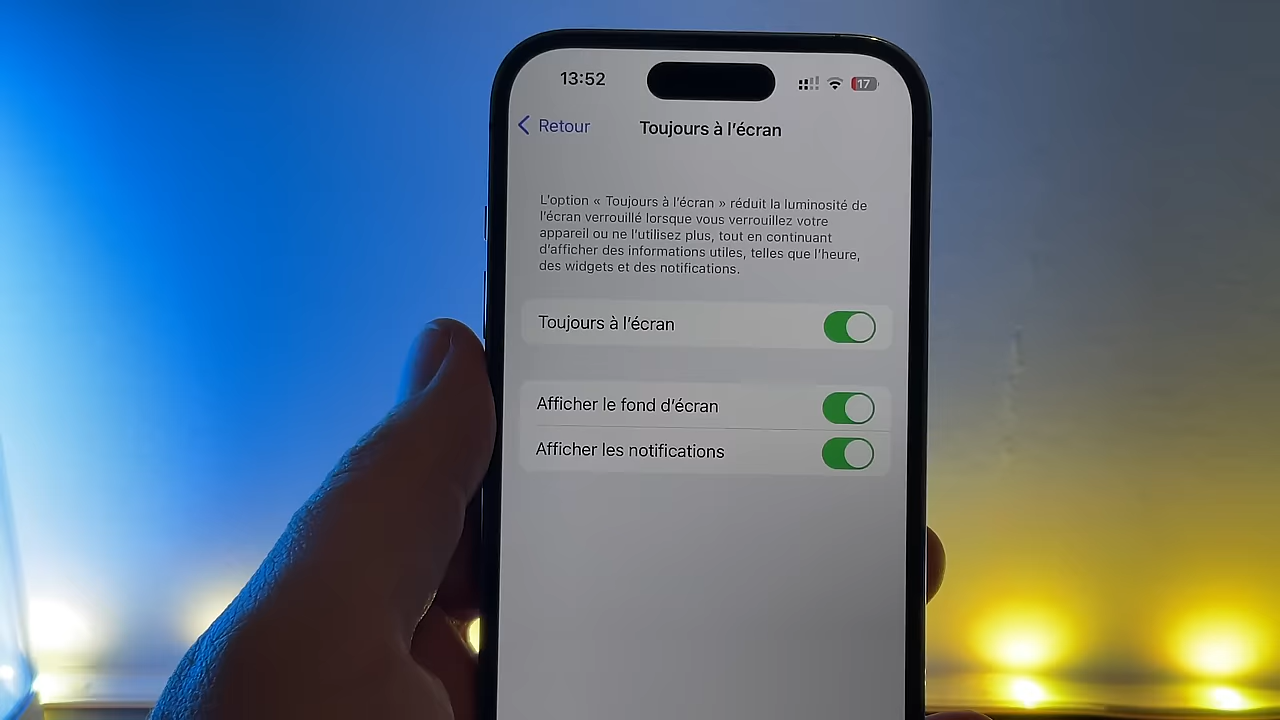 13:52
17
Retour
Toujours à l'écran
L'option « Toujours à l'écran » réduit la luminosité de
l'écran verrouillé lorsque vous verrouillez votre
appareil ou ne l'utilisez plus, tout en continuant
d'afficher des informations utiles, telles que l'heure,
des widgets et des notifications.
Toujours à l'écran
Afficher le fond d'écran
Afficher les notifications